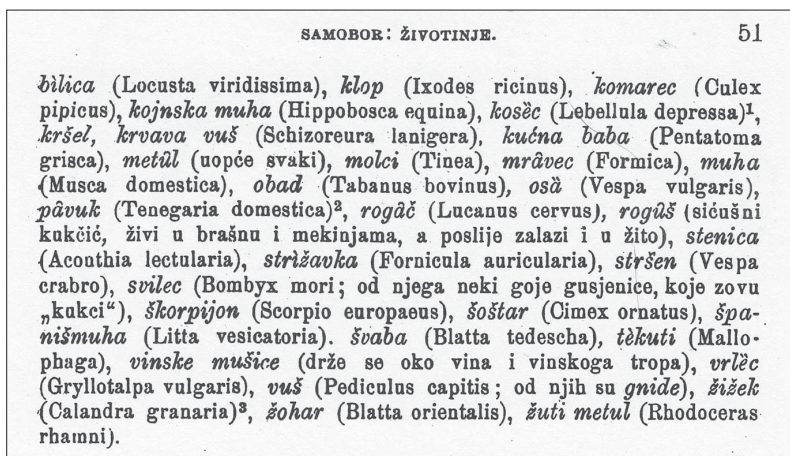 SAMOBOR: ŽIVOTINJE. 51
bìlica (Locusta viridissima), klop (Ixodes ricinus), komarec (Culex
pipicus), kojnska muha (Hippobosca equina), kosȅc (Lebellula depressa)¹,
kršel, krvava vuš (Schizoreura lanigera), kućna baba (Pentatoma
grisca), metȗl (uopće svaki), molci (Tinea), mrâvec (Formica), muha
(Musca domestica), obad (Tabanus bovinus), osȁ (Vespa vulgaris),
pâvuk (Tenegaria domestica)², rogâč (Lucanus cervus), rogȗš (sićušni
kukčić, živi u brašnu i mekinjama, a poslije zalazi i u žito), stenica
(Aconthia lectularia), strìžavka (Fornicula auricularia), stršen (Vespa
crabro), svilec (Bombyx mori; od njega neki goje gusjenice, koje zovu
„kukci“), škorpijon (Scorpio europaeus), šoštar (Cimex ornatus), špa-
nišmuha (Litta vesicatoria). švaba (Blatta tedescha), tèkuti (Mallo-
phaga), vinske mušice (drže se oko vina i vinskoga tropa), vrlȅc
(Gryllotalpa vulgaris), vuš (Pediculus capitis; od njih su gnide), žižek
(Calandra granaria)³, žohar (Blatta orientalis), žuti metul (Rhodoceras
rhamni).